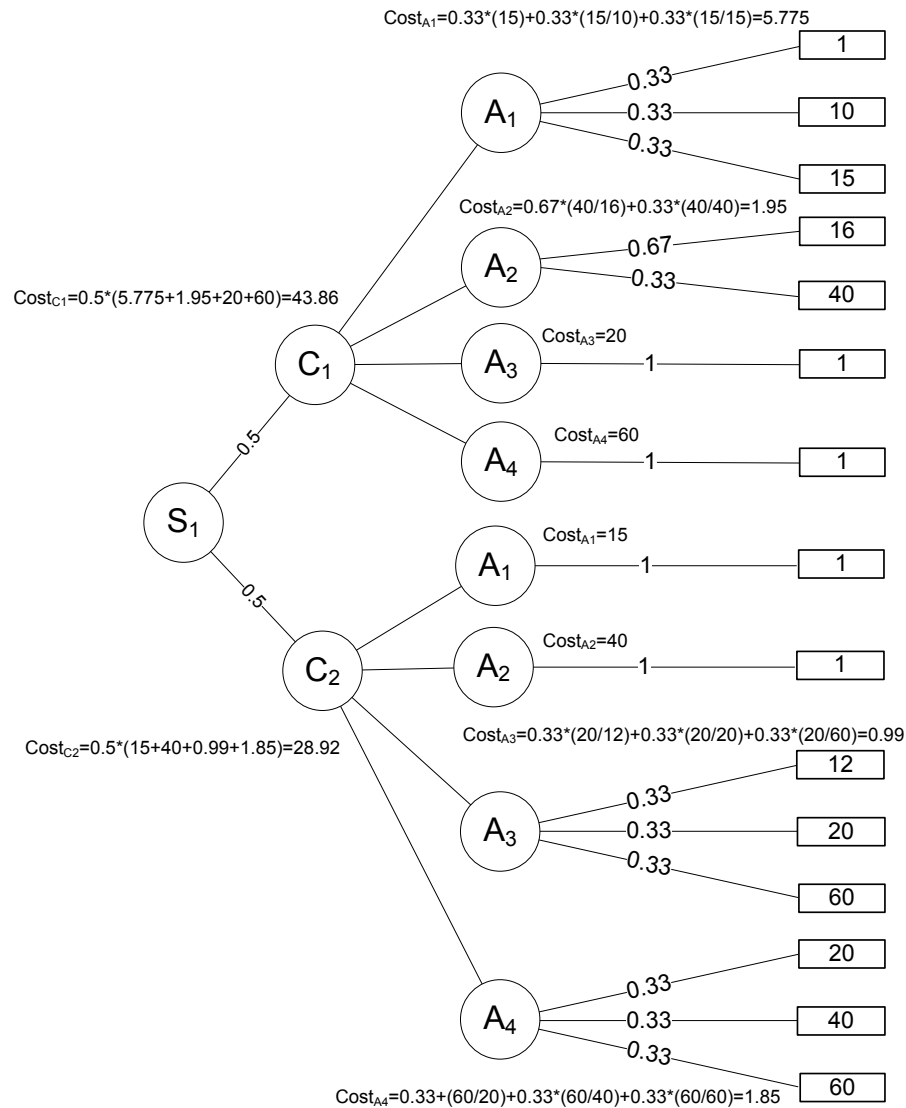 Cost_A1=0.33*(15)+0.33*(15/10)+0.33*(15/15)=5.775
1
0.33
A1
0.33
10
0.33
15
Cost_A2=0.67*(40/16)+0.33*(40/40)=1.95
16
0.67
A2
0.33
40
Cost_C1=0.5*(5.775+1.95+20+60)=43.86
Cost_A3=20
C1
A3
1
1
Cost_A4=60
0.5
A4
1
1
S1
Cost_A1=15
A1
1
1
0.5
Cost_A2=40
C2
A2
1
1
Cost_A3=0.33*(20/12)+0.33*(20/20)+0.33*(20/60)=0.99
Cost_C2=0.5*(15+40+0.99+1.85)=28.92
12
0.33
A3
0.33
20
0.33
60
20
0.33
A4
0.33
40
0.33
60
Cost_A4=0.33+(60/20)+0.33*(60/40)+0.33*(60/60)=1.85